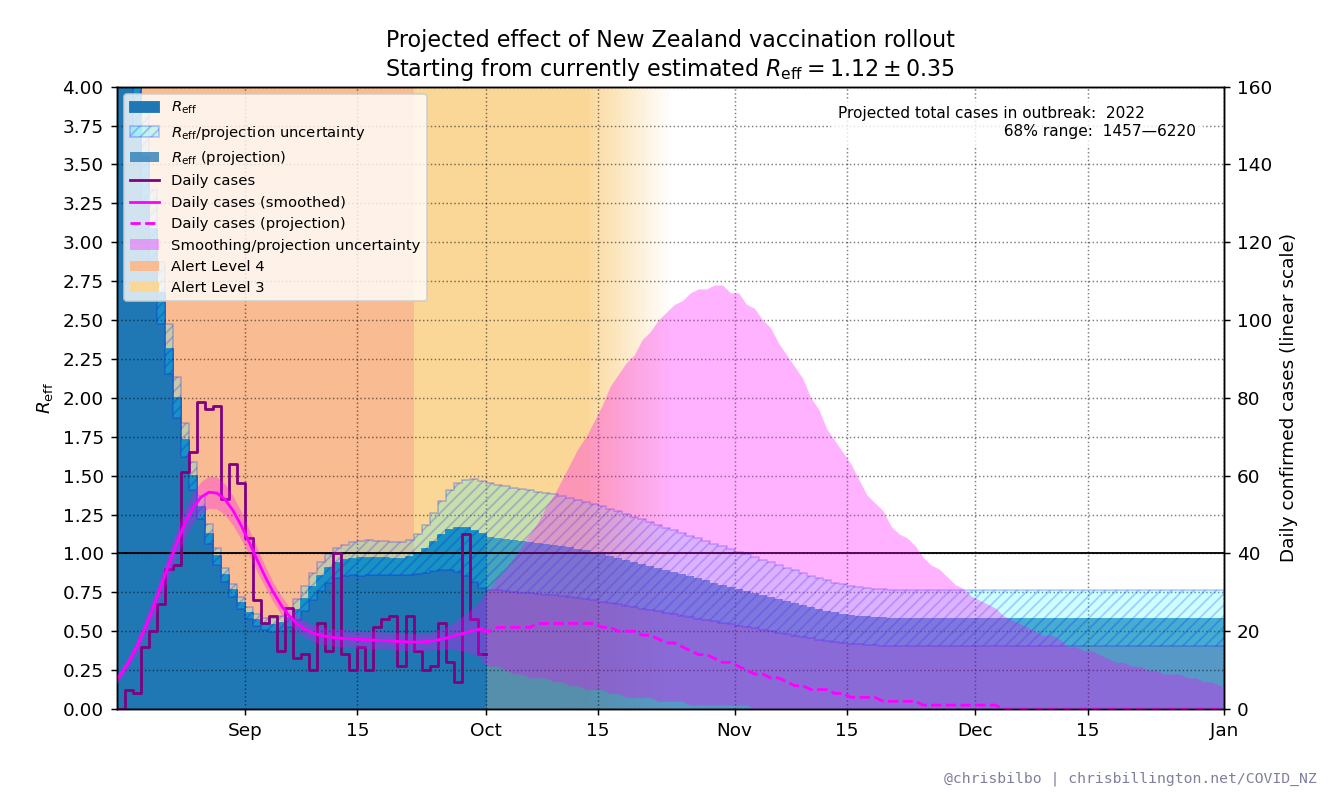 Projected effect of New Zealand vaccination rollout
Starting from currently estimated Reff = 1.12 ± 0.35
Projected total cases in outbreak: 2022
68% range: 1457—6220
Reff
Reff/projection uncertainty
Reff (projection)
Daily cases
Daily cases (smoothed)
Daily cases (projection)
Smoothing/projection uncertainty
Alert Level 4
Alert Level 3
4.00
3.75
3.50
3.25
3.00
2.75
2.50
2.25
2.00
1.75
1.50
1.25
1.00
0.75
0.50
0.25
0.00
Reff
160
140
120
100
80
60
40
20
0
Daily confirmed cases (linear scale)
Sep 15 Oct 15 Nov 15 Dec 15 Jan
@chrisbilbo | chrisbillington.net/COVID_NZ